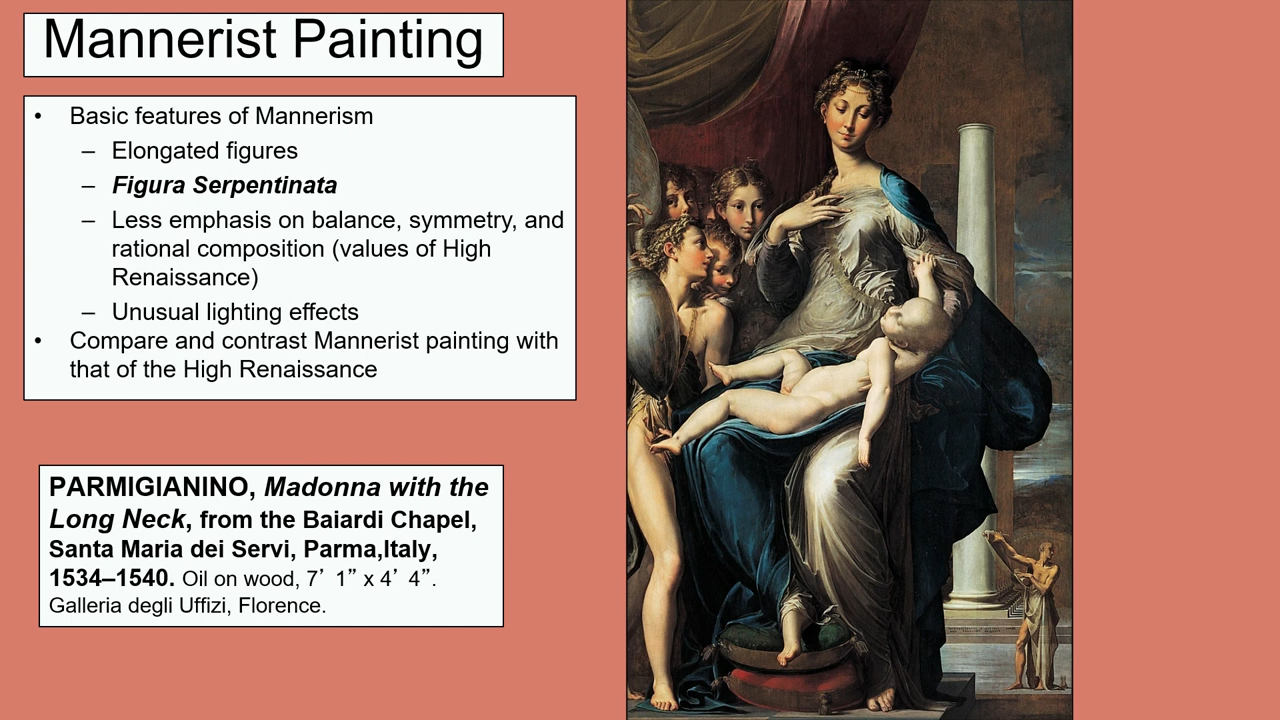 Mannerist Painting
• Basic features of Mannerism
– Elongated figures
– Figura Serpentinata
– Less emphasis on balance, symmetry, and
rational composition (values of High
Renaissance)
– Unusual lighting effects
• Compare and contrast Mannerist painting with
that of the High Renaissance
PARMIGIANINO, Madonna with the
Long Neck, from the Baiardi Chapel,
Santa Maria dei Servi, Parma,Italy,
1534–1540. Oil on wood, 7’ 1” x 4’ 4”.
Galleria degli Uffizi, Florence.